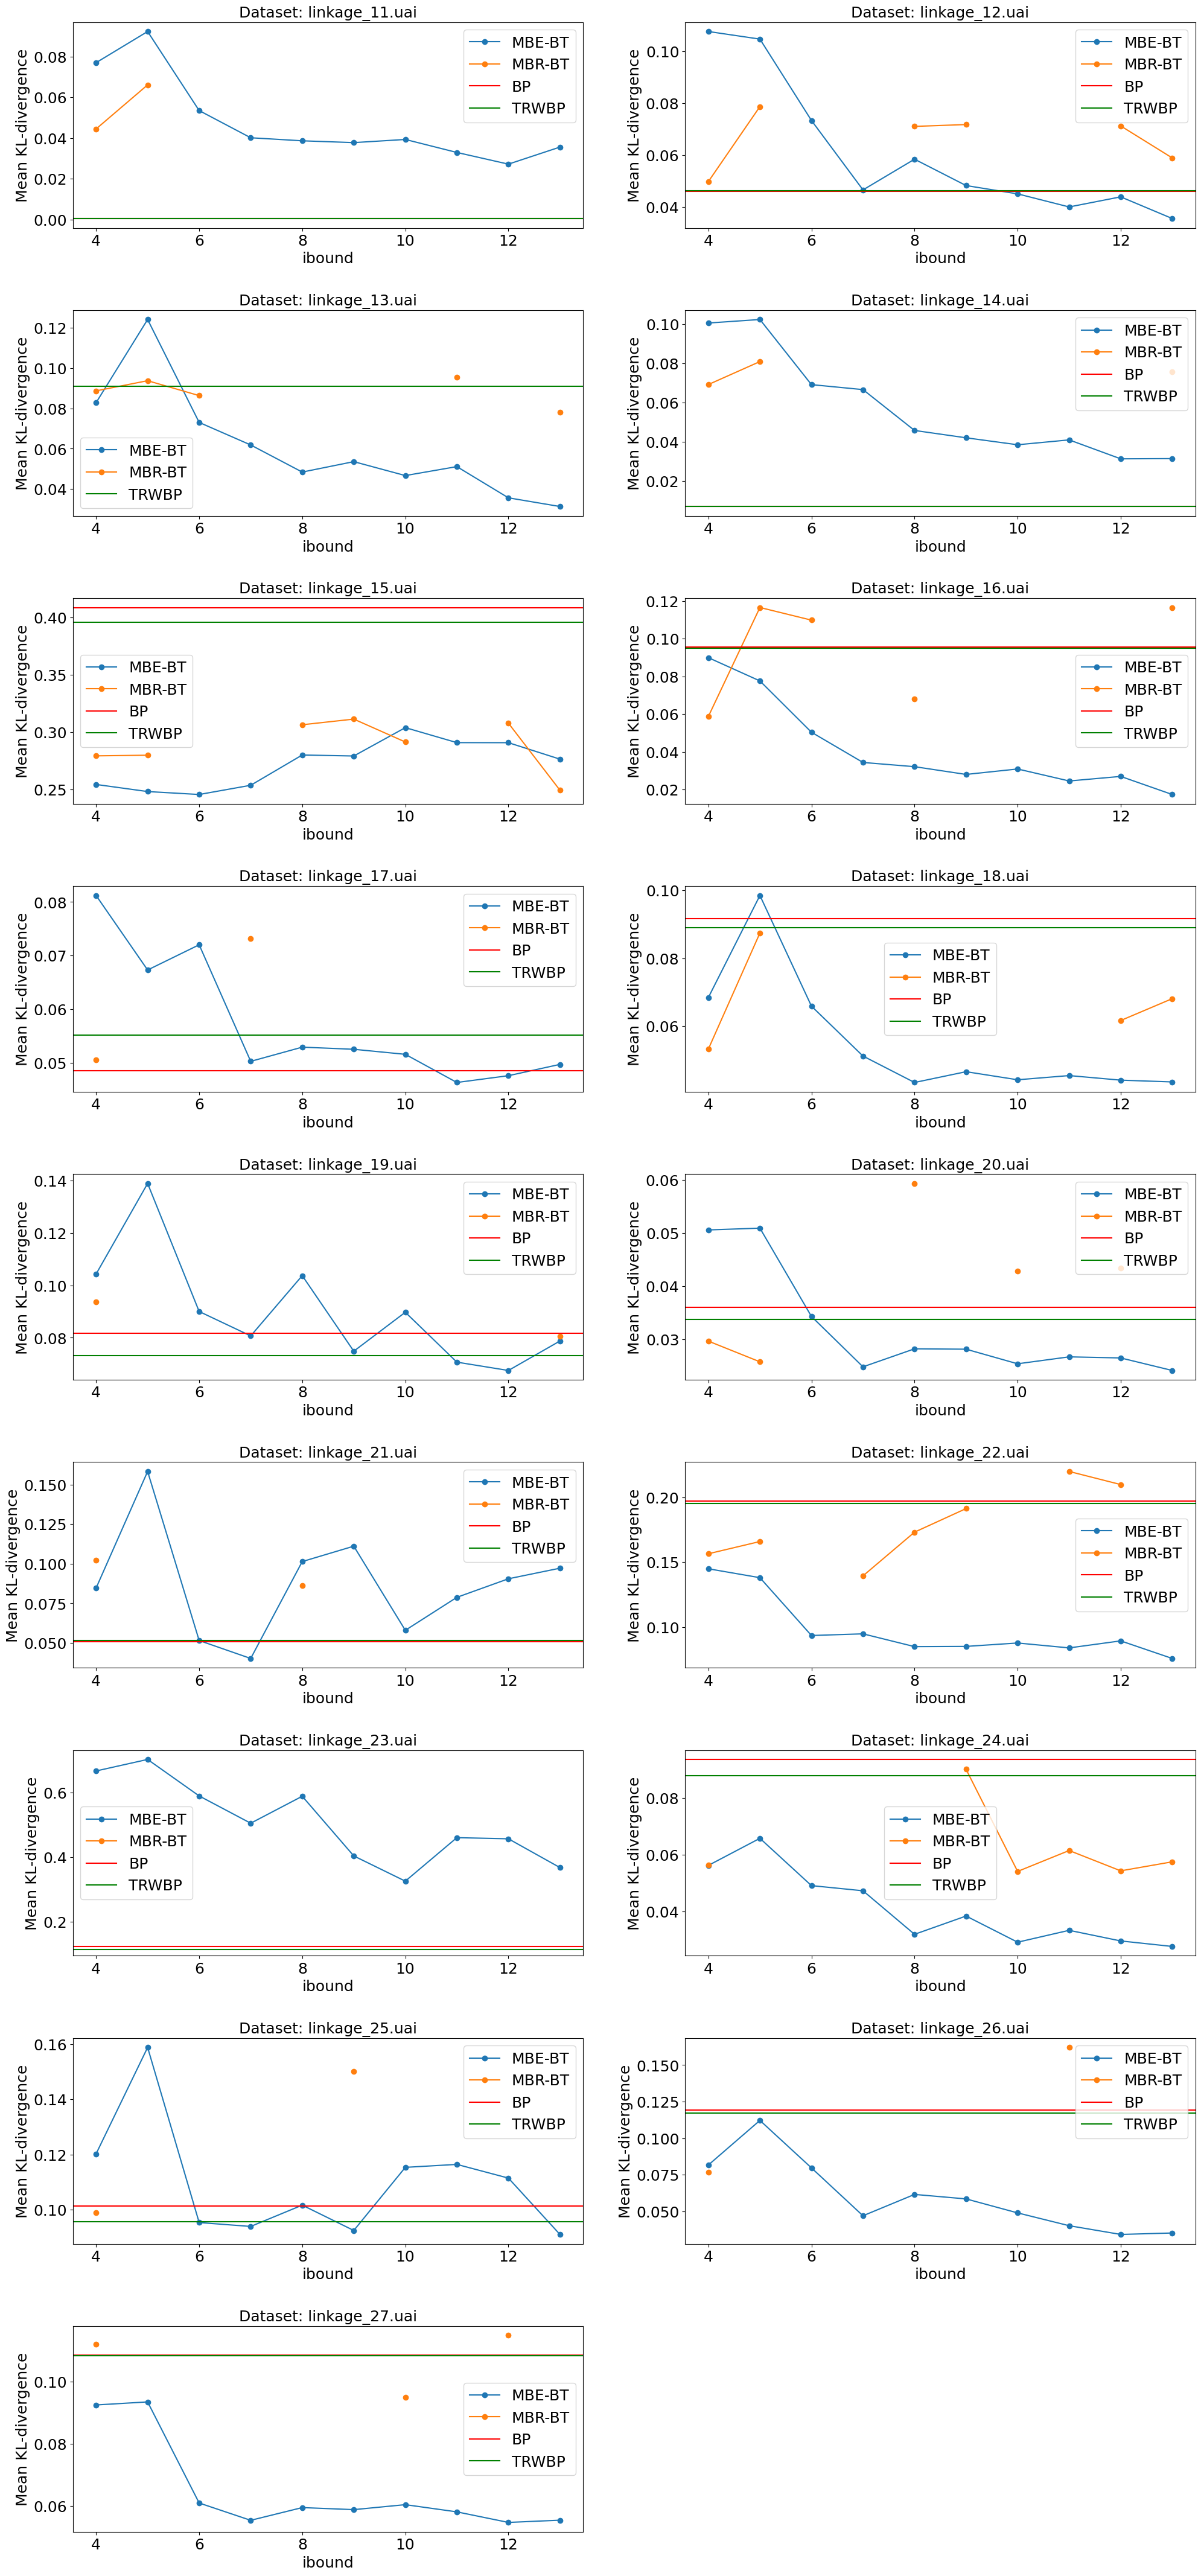 Dataset: linkage_11.uai
Mean KL-divergence
0.08
0.06
0.04
0.02
0.00
MBE-BT
MBR-BT
BP
TRWBP
4 6 8 10 12
ibound
Dataset: linkage_12.uai
Mean KL-divergence
0.10
0.08
0.06
0.04
MBE-BT
MBR-BT
BP
TRWBP
4 6 8 10 12
ibound
Dataset: linkage_13.uai
Mean KL-divergence
0.12
0.10
0.08
0.06
0.04
MBE-BT
MBR-BT
TRWBP
4 6 8 10 12
ibound
Dataset: linkage_14.uai
Mean KL-divergence
0.10
0.08
0.06
0.04
0.02
MBE-BT
MBR-BT
BP
TRWBP
4 6 8 10 12
ibound
Dataset: linkage_15.uai
Mean KL-divergence
0.40
0.35
0.30
0.25
MBE-BT
MBR-BT
BP
TRWBP
4 6 8 10 12
ibound
Dataset: linkage_16.uai
Mean KL-divergence
0.12
0.10
0.08
0.06
0.04
0.02
MBE-BT
MBR-BT
BP
TRWBP
4 6 8 10 12
ibound
Dataset: linkage_17.uai
Mean KL-divergence
0.08
0.07
0.06
0.05
MBE-BT
MBR-BT
BP
TRWBP
4 6 8 10 12
ibound
Dataset: linkage_18.uai
Mean KL-divergence
0.10
0.08
0.06
MBE-BT
MBR-BT
BP
TRWBP
4 6 8 10 12
ibound
Dataset: linkage_19.uai
Mean KL-divergence
0.14
0.12
0.10
0.08
MBE-BT
MBR-BT
BP
TRWBP
4 6 8 10 12
ibound
Dataset: linkage_20.uai
Mean KL-divergence
0.06
0.05
0.04
0.03
MBE-BT
MBR-BT
BP
TRWBP
4 6 8 10 12
ibound
Dataset: linkage_21.uai
Mean KL-divergence
0.150
0.125
0.100
0.075
0.050
MBE-BT
MBR-BT
BP
TRWBP
4 6 8 10 12
ibound
Dataset: linkage_22.uai
Mean KL-divergence
0.20
0.15
0.10
MBE-BT
MBR-BT
BP
TRWBP
4 6 8 10 12
ibound
Dataset: linkage_23.uai
Mean KL-divergence
0.6
0.4
0.2
MBE-BT
MBR-BT
BP
TRWBP
4 6 8 10 12
ibound
Dataset: linkage_24.uai
Mean KL-divergence
0.08
0.06
0.04
MBE-BT
MBR-BT
BP
TRWBP
4 6 8 10 12
ibound
Dataset: linkage_25.uai
Mean KL-divergence
0.16
0.14
0.12
0.10
MBE-BT
MBR-BT
BP
TRWBP
4 6 8 10 12
ibound
Dataset: linkage_26.uai
Mean KL-divergence
0.150
0.125
0.100
0.075
0.050
MBE-BT
MBR-BT
BP
TRWBP
4 6 8 10 12
ibound
Dataset: linkage_27.uai
Mean KL-divergence
0.10
0.08
0.06
MBE-BT
MBR-BT
BP
TRWBP
4 6 8 10 12
ibound